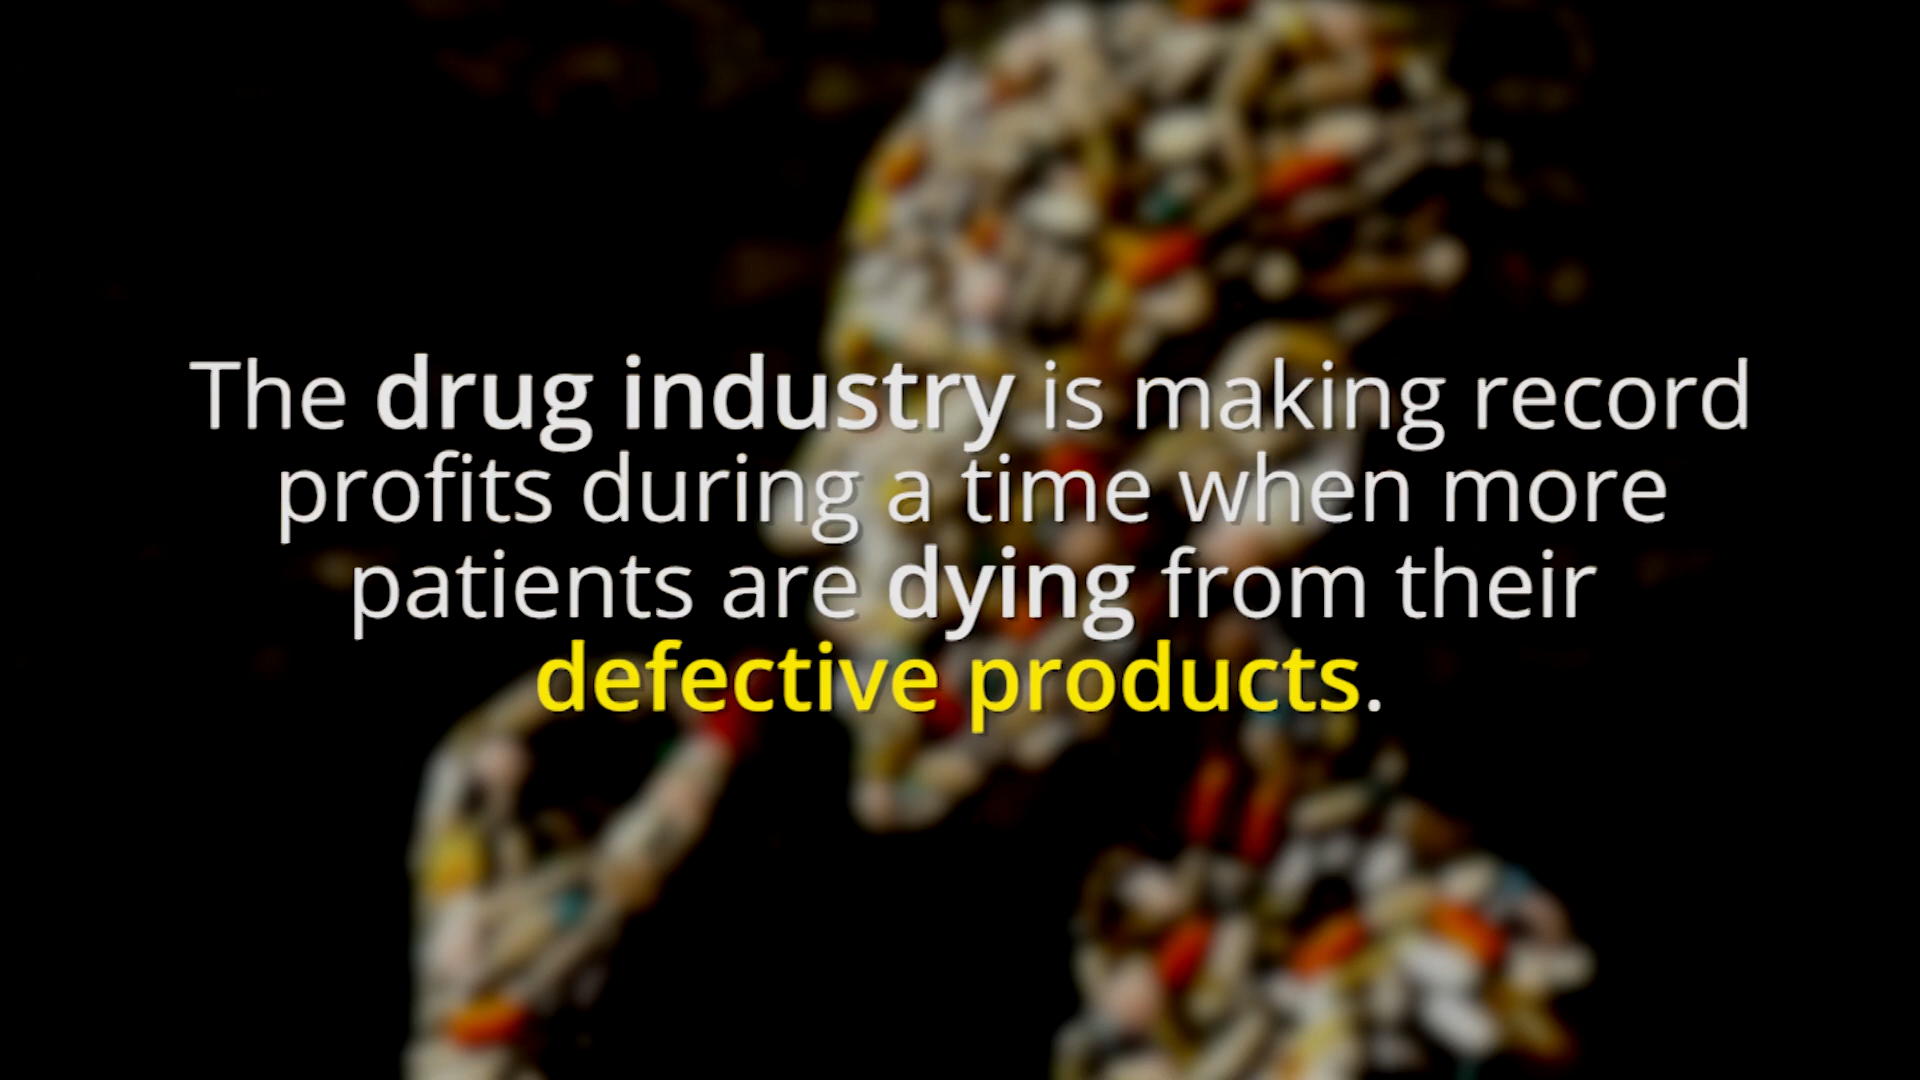 The drug industry is making record
profits during a time when more
patients are dying from their
defective products.